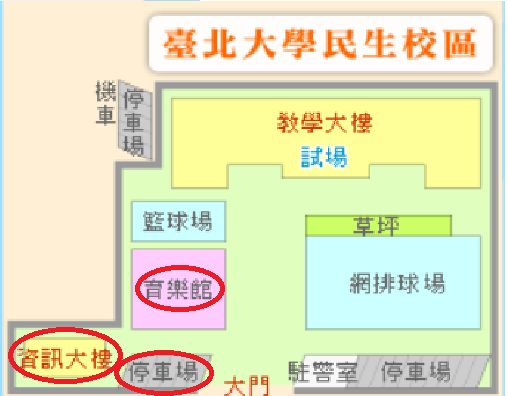 臺北大學民生校區
機車
停車場
教學大樓
試場
籃球場
草坪
育樂館
網排球場
資訊大樓
停車場
大門
駐警室
停車場